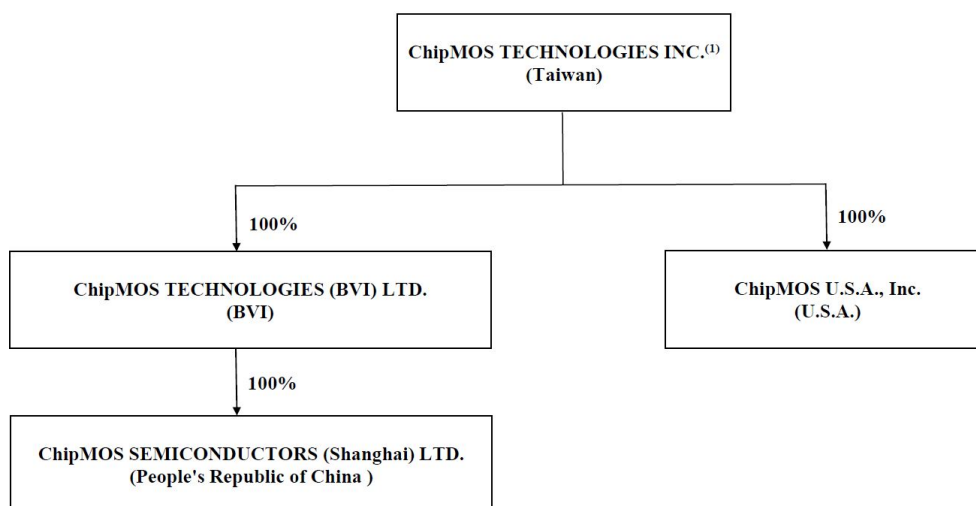 ChipMOS TECHNOLOGIES INC.(1)
(Taiwan)
100%
100%
ChipMOS TECHNOLOGIES (BVI) LTD.
(BVI)
ChipMOS U.S.A., Inc.
(U.S.A.)
100%
ChipMOS SEMICONDUCTORS (Shanghai) LTD.
(People's Republic of China )